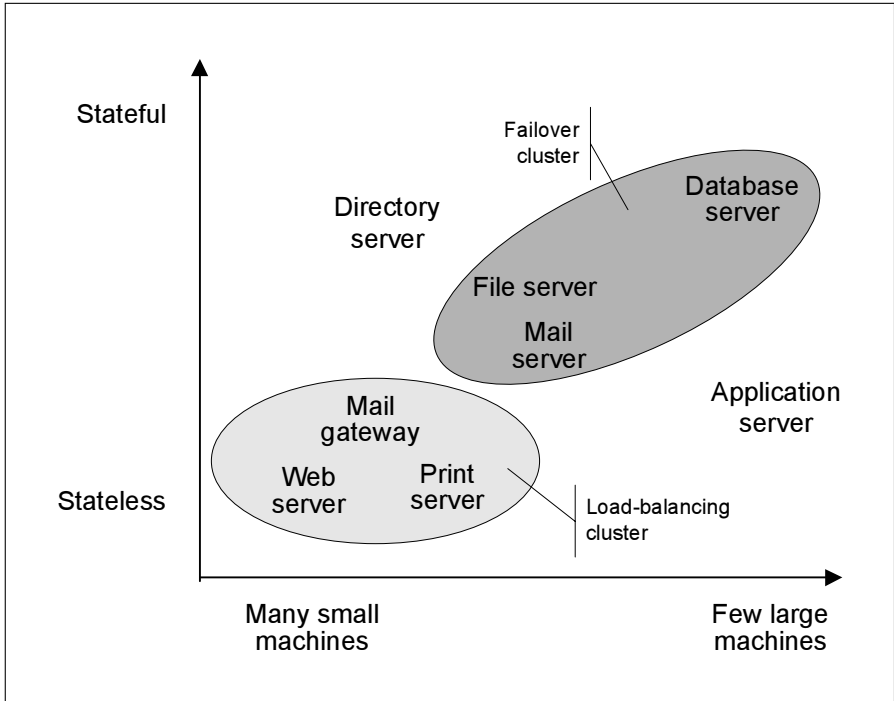 Stateful
Failover
cluster
Database
server
Directory
server
File server
Mail
server
Application
server
Mail
gateway
Web
server
Print
server
Stateless
Load-balancing
cluster
Many small
machines
Few large
machines